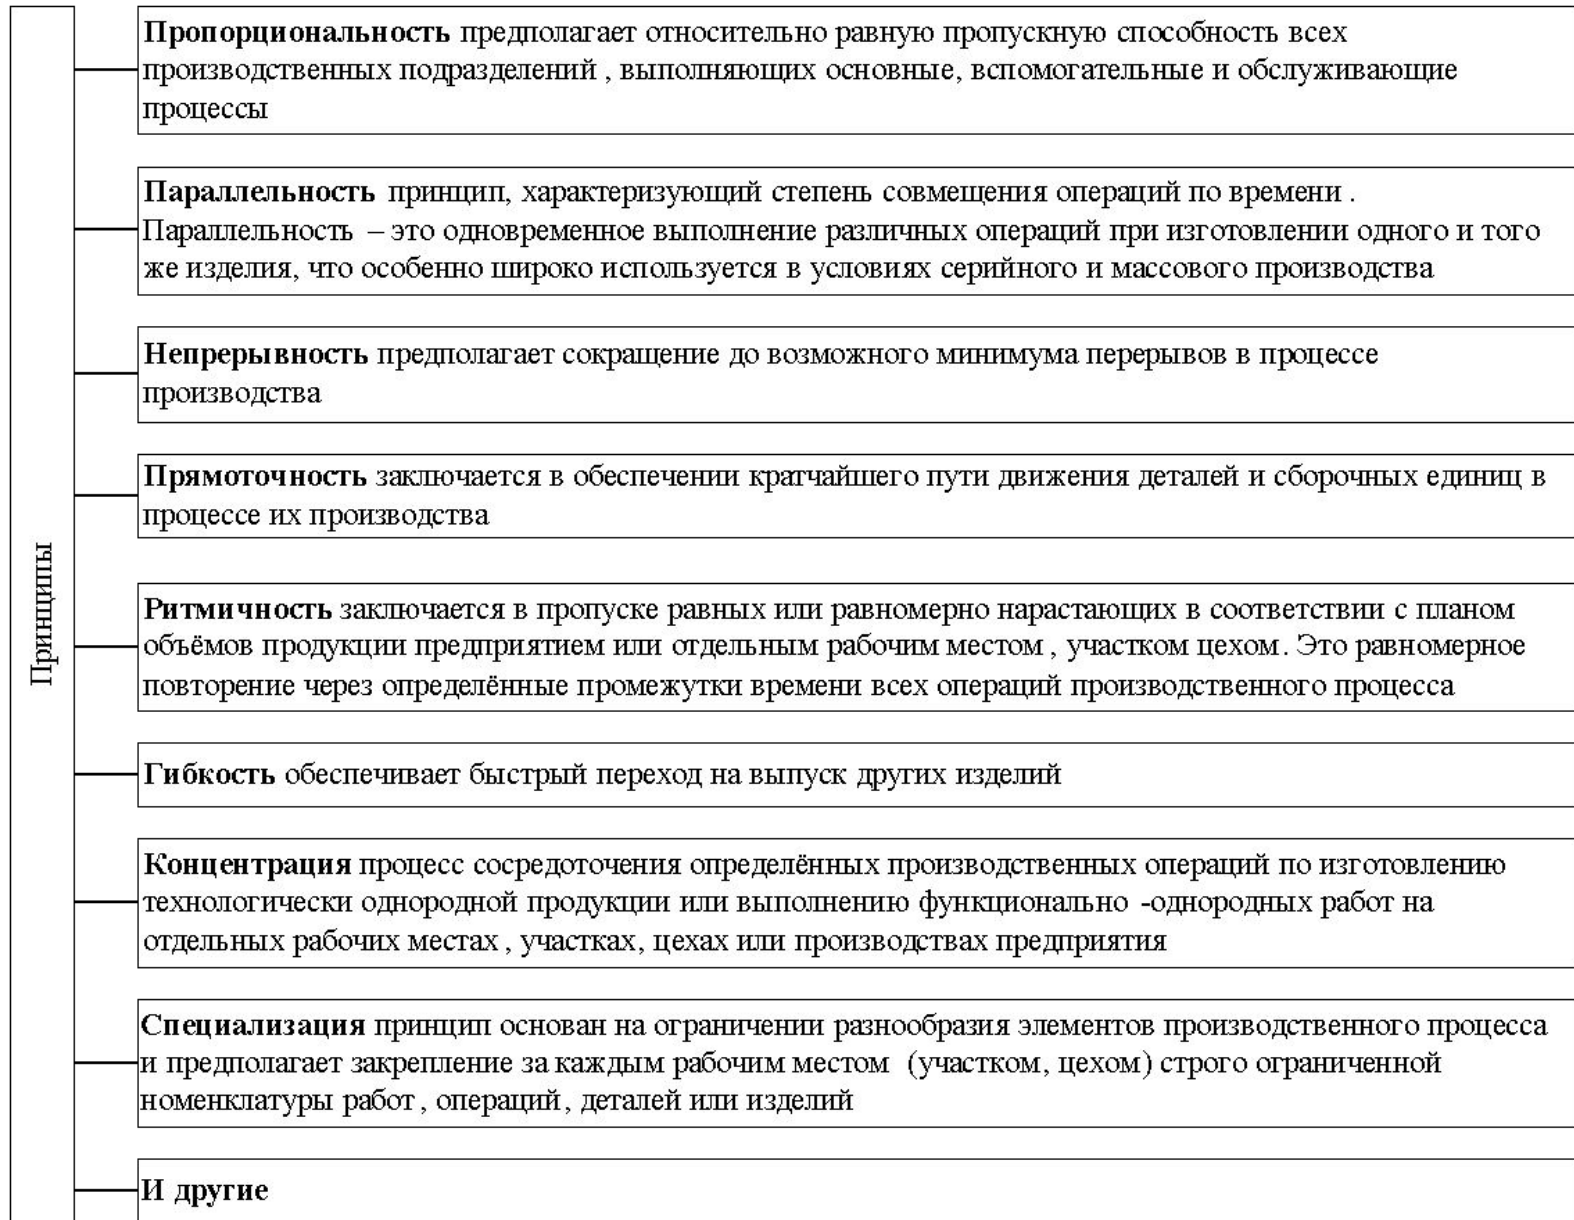 Принципы
Пропорциональность предполагает относительно равную пропускную способность всех
производственных подразделений , выполняющих основные, вспомогательные и обслуживающие
процессы
Параллельность принцип, характеризующий степень совмещения операций по времени .
Параллельность – это одновременное выполнение различных операций при изготовлении одного и того
же изделия, что особенно широко используется в условиях серийного и массового производства
Непрерывность предполагает сокращение до возможного минимума перерывов в процессе
производства
Прямоточность заключается в обеспечении кратчайшего пути движения деталей и сборочных единиц в
процессе их производства
Ритмичность заключается в пропуске равных или равномерно нарастающих в соответствии с планом
объёмов продукции предприятием или отдельным рабочим местом , участком цехом. Это равномерное
повторение через определённые промежутки времени всех операций производственного процесса
Гибкость обеспечивает быстрый переход на выпуск других изделий
Концентрация процесс сосредоточения определённых производственных операций по изготовлению
технологически однородной продукции или выполнению функционально -однородных работ на
отдельных рабочих местах , участках, цехах или производствах предприятия
Специализация принцип основан на ограничении разнообразия элементов производственного процесса
и предполагает закрепление за каждым рабочим местом (участком, цехом) строго ограниченной
номенклатуры работ , операций, деталей или изделий
И другие